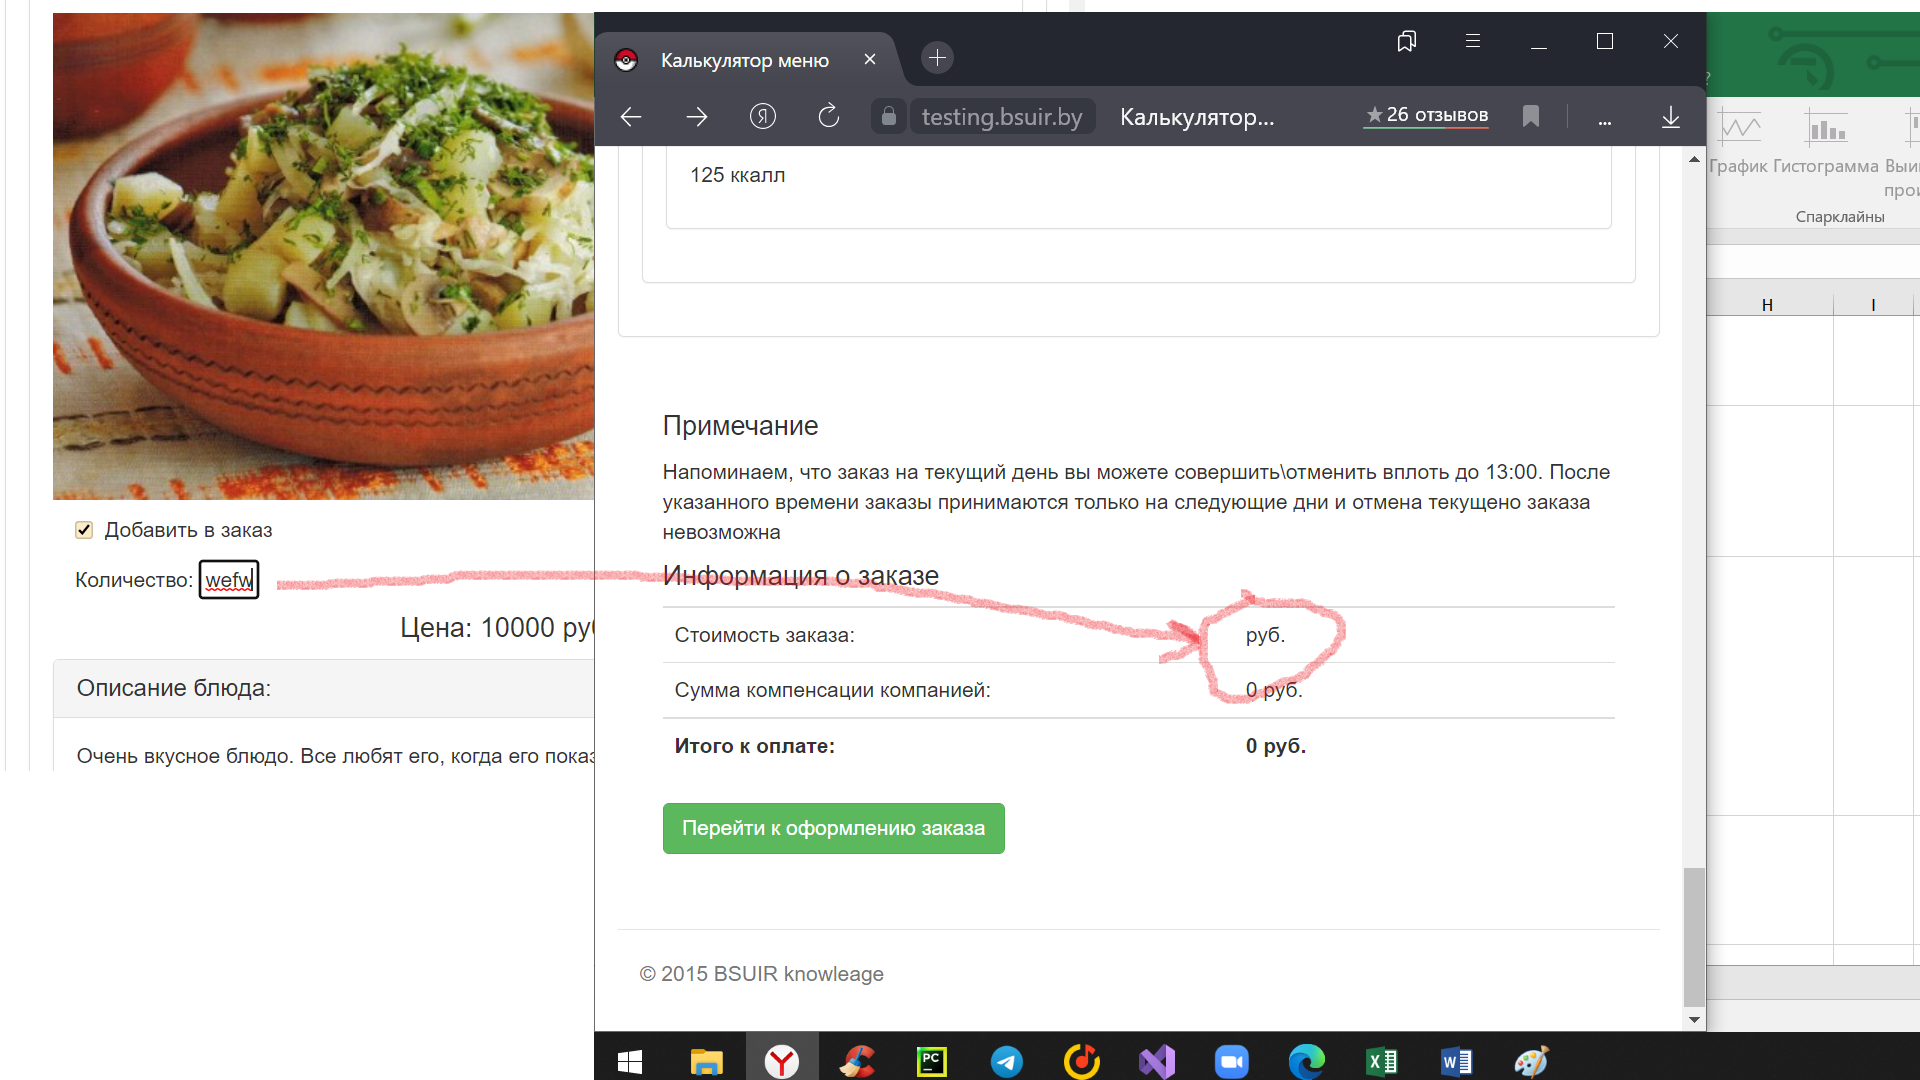 Калькулятор меню
testing.bsuir.by
Калькулятор...
★ 26 отзывов
...
?
График
Гистограмма
Спарклайны
H
I
125 ккалл
Добавить в заказ
Количество: wefw
Цена: 10000
Описание блюда:
Очень вкусное блюдо. Все любят его, когда его
Примечание
Напоминаем, что заказ на текущий день вы можете совершить\отменить вплоть до 13:00. После
указанного времени заказы принимаются только на следующие дни и отмена текущено заказа
невозможна
Информация о заказе
Стоимость заказа: руб.
Сумма компенсации компанией: 0 руб.
Итого к оплате: 0 руб.
Перейти к оформлению заказа
© 2015 BSUIR knowleage